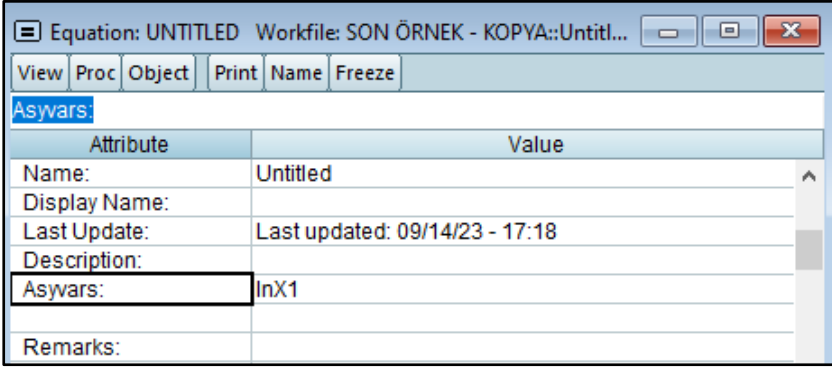 Equation: UNTITLED Workfile: SON ÖRNEK - KOPYA::Untitl...
View Proc Object Print Name Freeze
Asyvars:
Attribute Value
Name: Untitled
Display Name:
Last Update: Last updated: 09/14/23 - 17:18
Description:
Asyvars: lnX1
Remarks: